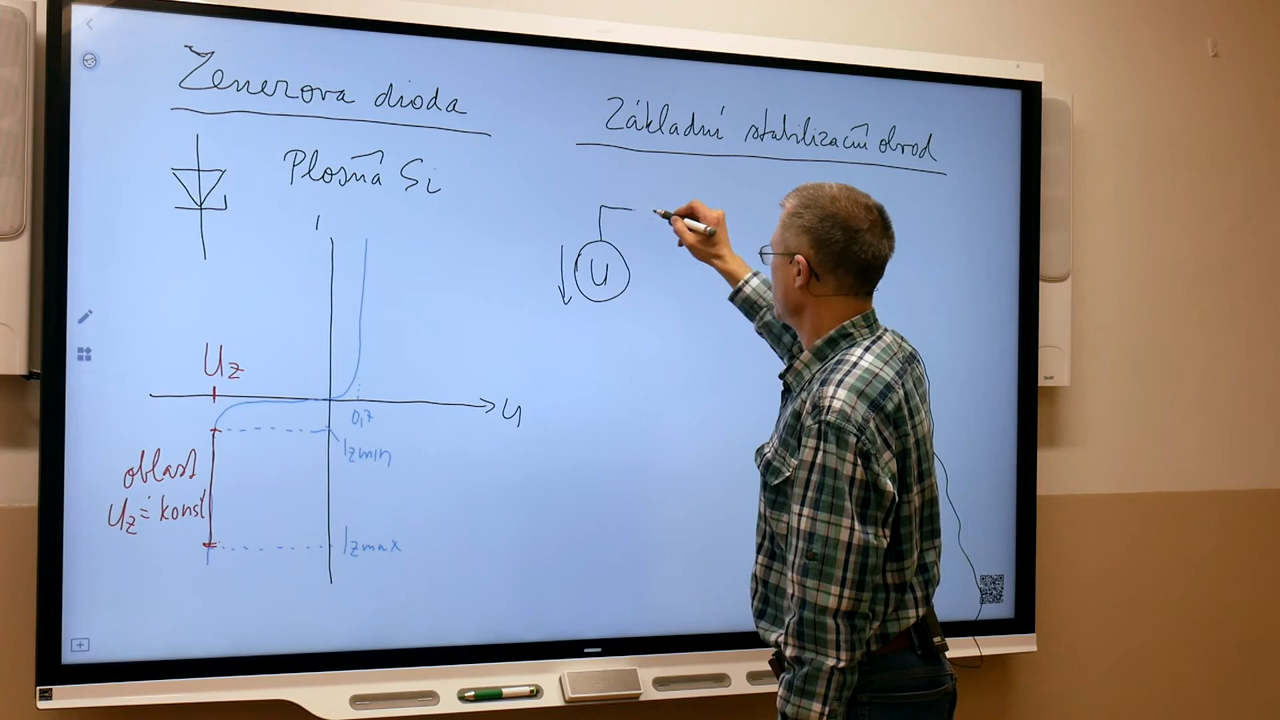 Zenerova dioda
Plošná Si
I
Uz
U
0,7
Izmin
oblast
Uz ≐ konst
Izmax
Základní stabilizační obvod
U